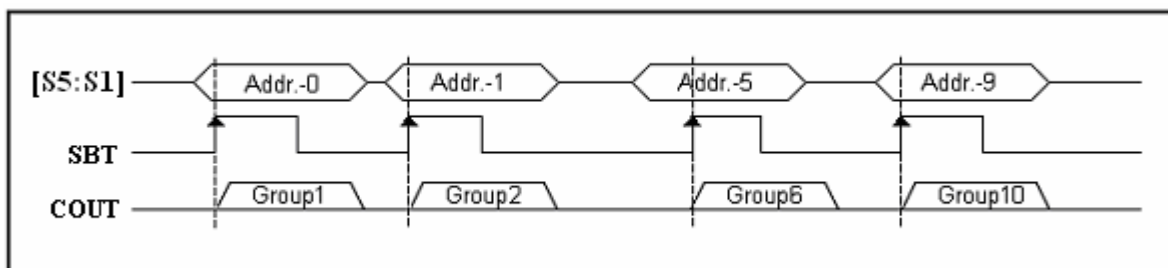 [S5:S1] Addr.-0 Addr.-1 Addr.-5 Addr.-9
SBT
COUT Group1 Group2 Group6 Group10